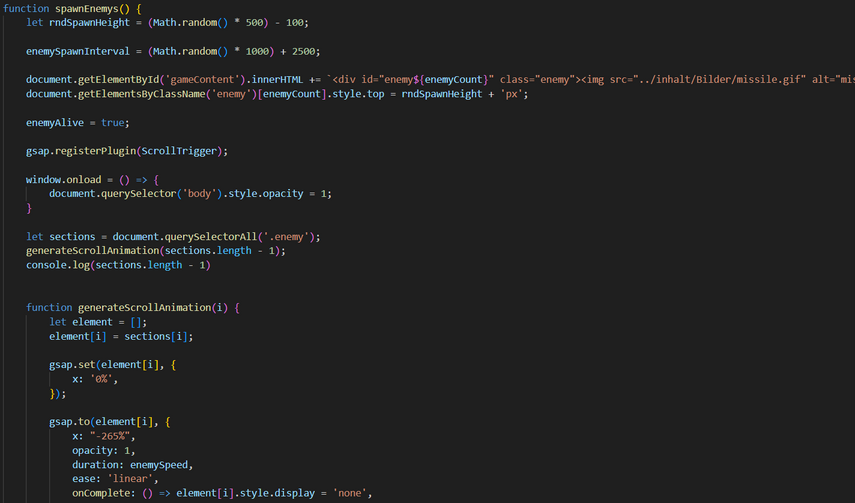 function spawnEnemys() {
let rndSpawnHeight = (Math.random() * 500) - 100;
enemySpawnInterval = (Math.random() * 1000) + 2500;
document.getElementById('gameContent').innerHTML += `<div id="enemy${enemyCount}" class="enemy"><img src="../inhalt/Bilder/missile.gif" alt="mis
document.getElementsByClassName('enemy')[enemyCount].style.top = rndSpawnHeight + 'px';
enemyAlive = true;
gsap.registerPlugin(ScrollTrigger);
window.onload = () => {
document.querySelector('body').style.opacity = 1;
}
let sections = document.querySelectorAll('.enemy');
generateScrollAnimation(sections.length - 1);
console.log(sections.length - 1)
function generateScrollAnimation(i) {
let element = [];
element[i] = sections[i];
gsap.set(element[i], {
x: '0%',
});
gsap.to(element[i], {
x: "-265%",
opacity: 1,
duration: enemySpeed,
ease: 'linear',
onComplete: () => element[i].style.display = 'none',